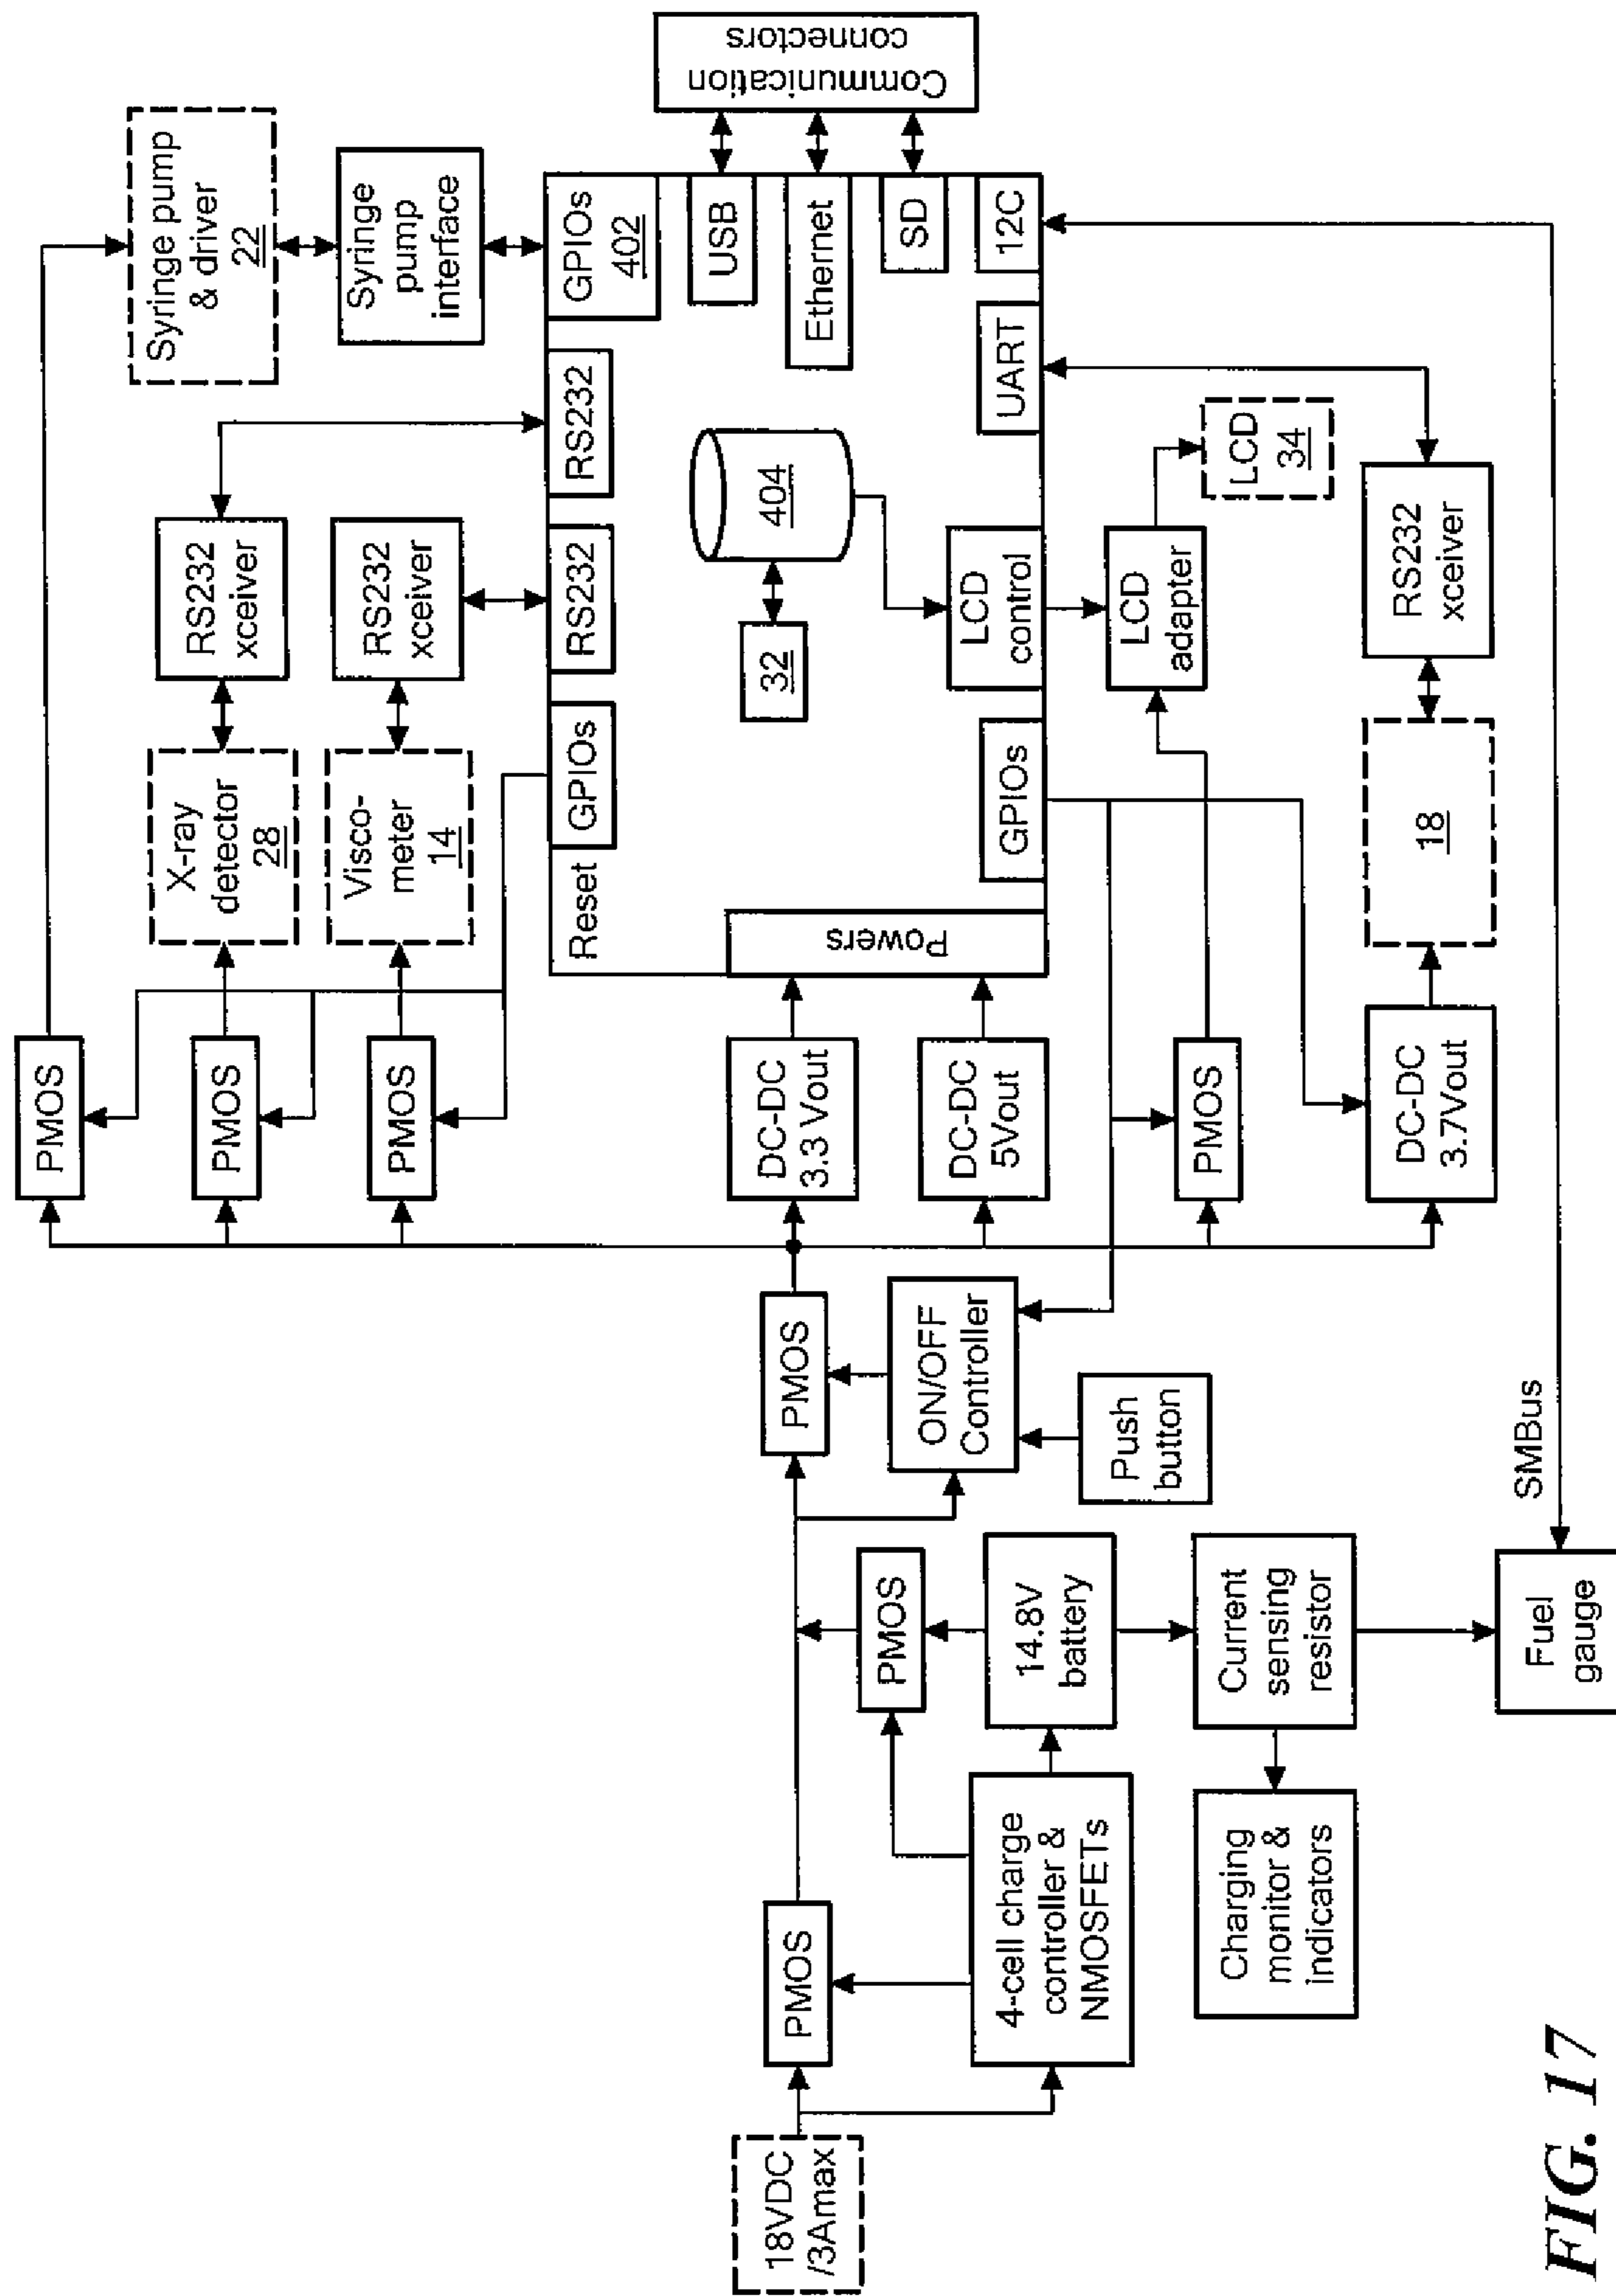 PMOS
Syringe pump
& driver
22
PMOS
X-ray
detector
28
RS232
xceiver
Syringe
pump
interface
PMOS
Visco-
meter
14
RS232
xceiver
Reset
GPIOs
RS232
RS232
GPIOs
402
USB
Ethernet
SD
12C
Communication
connectors
32
404
Powers
GPIOs
LCD
control
UART
18VDC
/3Amax
PMOS
PMOS
DC-DC
3.3 Vout
PMOS
ON/OFF
Controller
DC-DC
5Vout
4-cell charge
controller &
NMOSFETs
14.8V
battery
Push
button
PMOS
LCD
adapter
LCD
34
Charging
monitor &
indicators
Current
sensing
resistor
DC-DC
3.7Vout
18
RS232
xceiver
Fuel
gauge
SMBus
FIG. 17